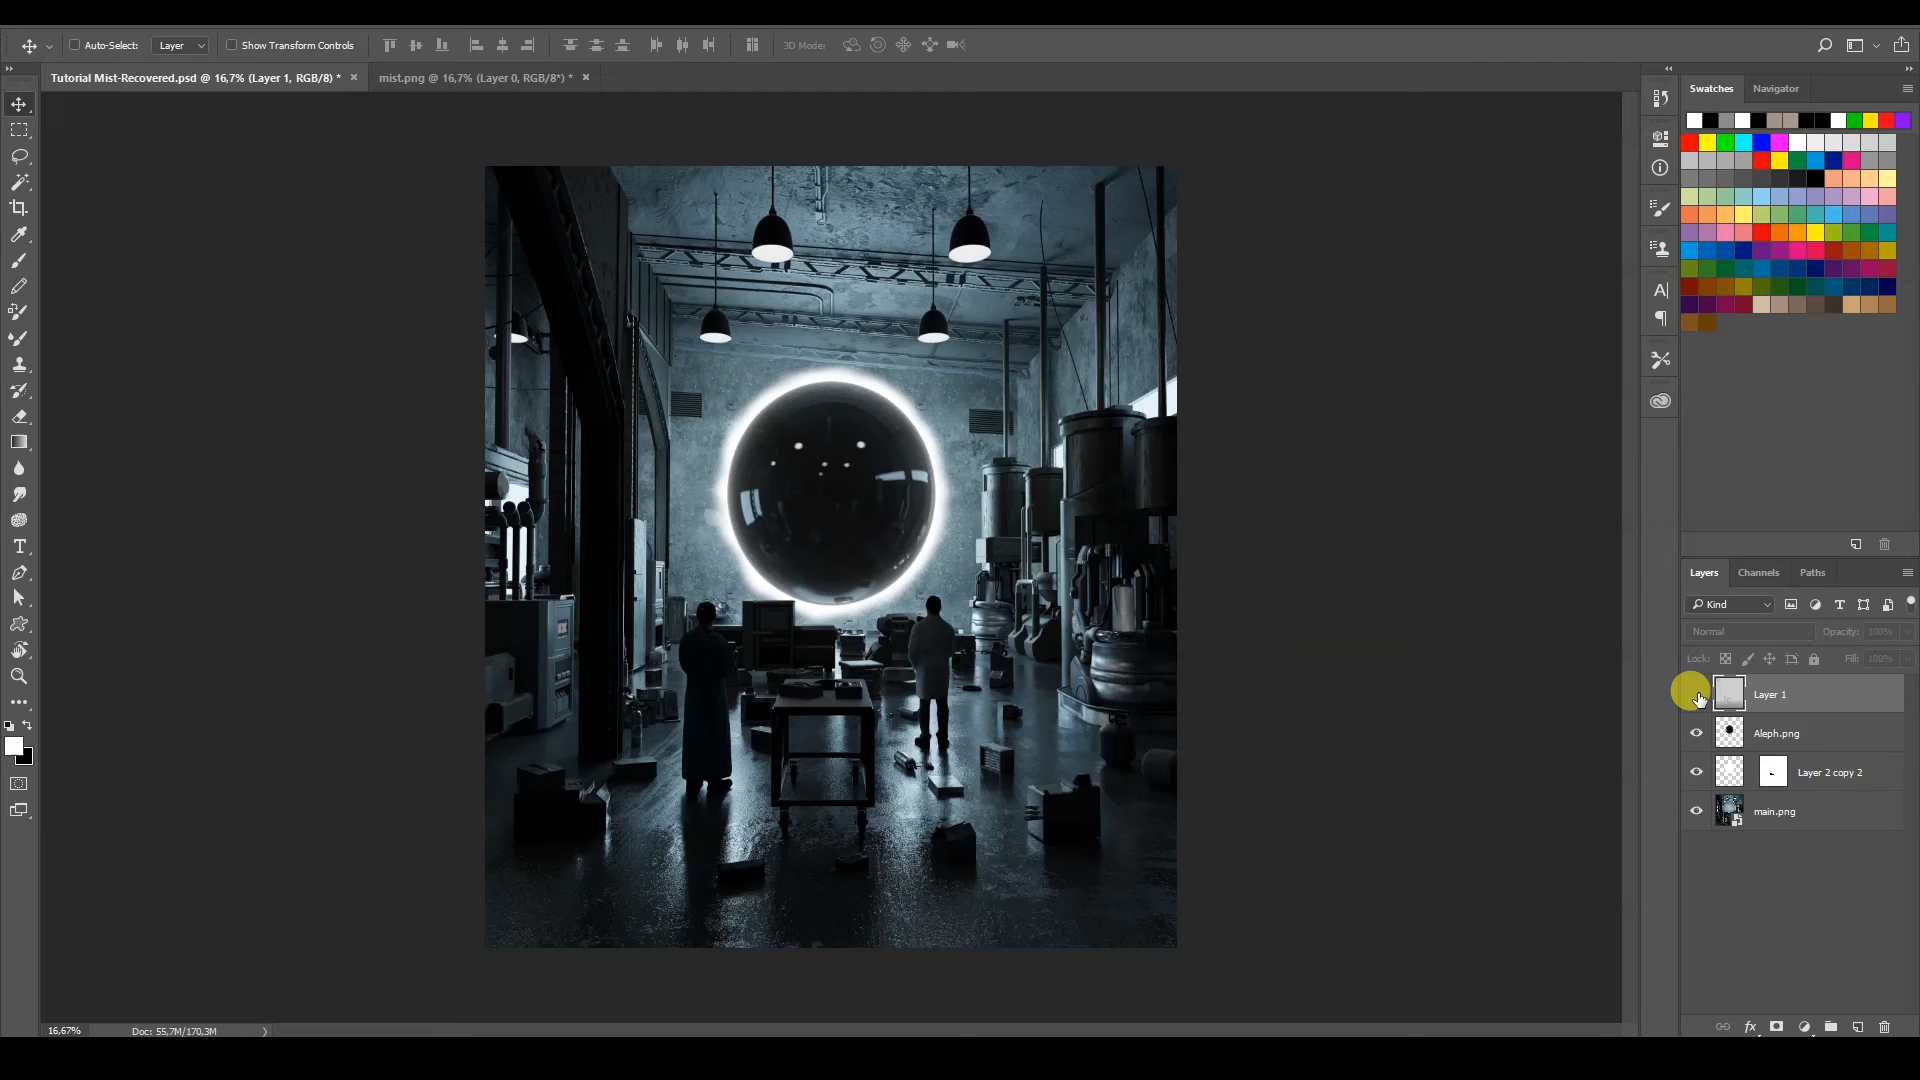 Auto-Select:
Layer
Show Transform Controls
3D Mode:
Tutorial Mist-Recovered.psd @ 16,7% (Layer 1, RGB/8) *
mist.png @ 16,7% (Layer 0, RGB/8*) *
Swatches
Navigator
Layers
Channels
Paths
Kind
Normal
Opacity: 100%
Lock:
Fill: 100%
Layer 1
Aleph.png
Layer 2 copy 2
main.png
16,67%
Doc: 55,7M/170,3M